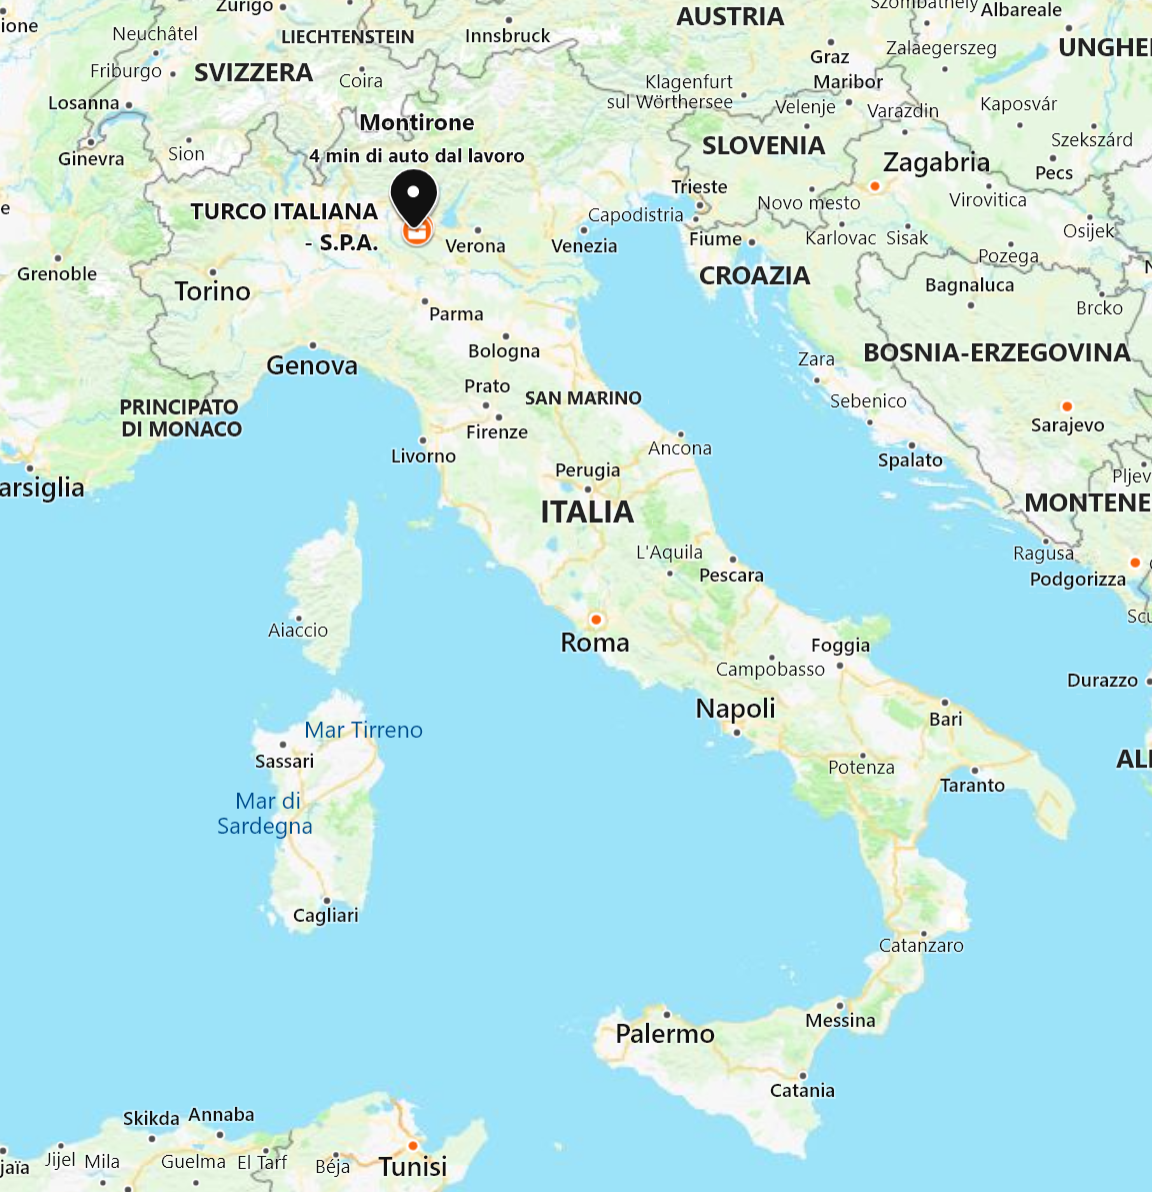 Zurigo
Szombathely
AUSTRIA
Albareale
ione
Neuchâtel
LIECHTENSTEIN
Innsbruck
Zalaegerszeg
Graz
Friburgo
SVIZZERA
Coira
Klagenfurt
sul Wörthersee
Maribor
Losanna
Velenje
Varazdin
Kaposvár
Montirone
4 min di auto dal lavoro
Ginevra
Sion
SLOVENIA
Zagabria
Szekszárd
Pecs
Trieste
Novo mesto
Virovitica
TURCO ITALIANA
- S.P.A.
Verona
Venezia
Capodistria
Fiume
Karlovac
Sisak
Osijek
Pozega
Grenoble
Torino
CROAZIA
Bagnaluca
Brcko
Parma
Bologna
Genova
Zara
BOSNIA-ERZEGOVINA
Prato
SAN MARINO
Sebenico
PRINCIPATO
DI MONACO
Firenze
Sarajevo
Livorno
Ancona
Spalato
Perugia
Pljev
arsiglia
ITALIA
MONTENE
L'Aquila
Pescara
Ragusa
Podgorizza
Scu
Aiaccio
Roma
Foggia
Campobasso
Durazzo
Napoli
Bari
Mar Tirreno
Sassari
Potenza
Taranto
ALI
Mar di
Sardegna
Cagliari
Catanzaro
Palermo
Messina
Catania
Skikda
Annaba
jaïa
Jijel
Mila
Guelma
El Tarf
Béja
Tunisi